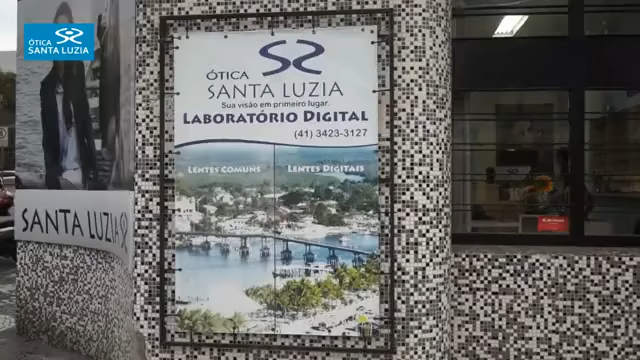 ÓTICA
SANTA LUZIA
ÓTICA
SANTA LUZIA
Sua visão em primeiro lugar.
LABORATÓRIO DIGITAL
(41) 3423-3127
LENTES COMUNS
LENTES DIGITAIS
SANTA LUZIA